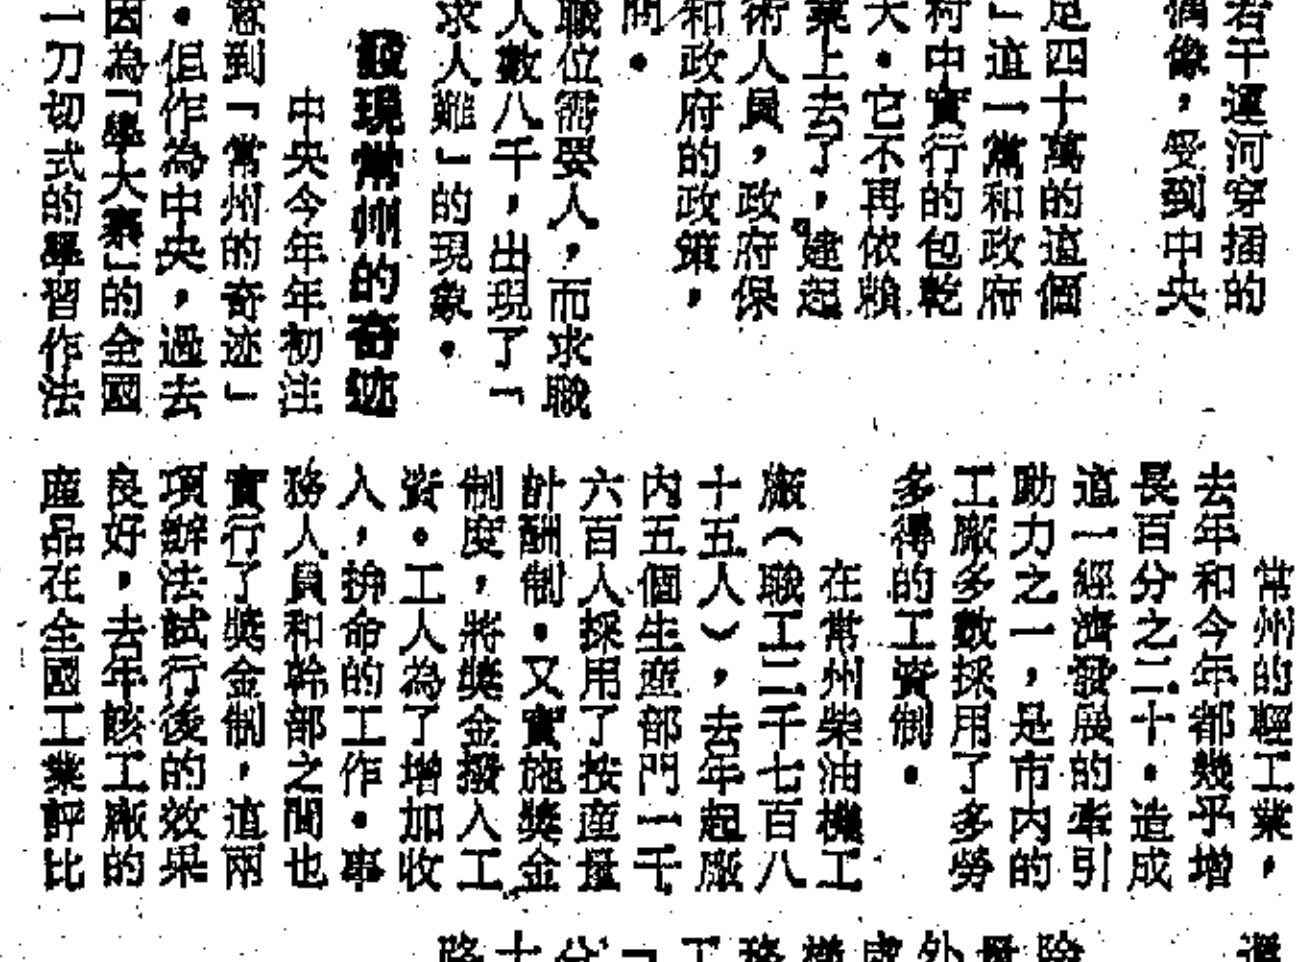 若干運河穿插的
偶像，受到中央
足四十萬的這個
」這一黨和政府
村中實行的包乾
大・它不再依賴
業上去了，建起
術人員，政府保
和政府的政策，
問・
職位需要人，而求職
人數八千，出現了「
求人難」的現象・
發現常州的奇迹
中央今年年初注
意到「常州的奇迹」
・但作為中央，過去
因為「學大寨」的全國
一刀切式的學習作法
常州的輕工業，
去年和今年都幾乎增
長百分之二十・造成
這一經濟發展的牽引
動力之一，是市內的
工廠多數採用了多勞
多得的工資制・
在常州柴油機工
廠（職工二千七百八
十五人），去年起廠
內五個生產部門一千
六百人採用了按產量
計酬制・又實施獎金
制度，將獎金撥入工
資・工人為了增加收
入，拚命的工作・事
務人員和幹部之間也
實行了獎金制，這兩
項辦法試行後的效果
良好，去年該工廠的
產品在全國工業評比